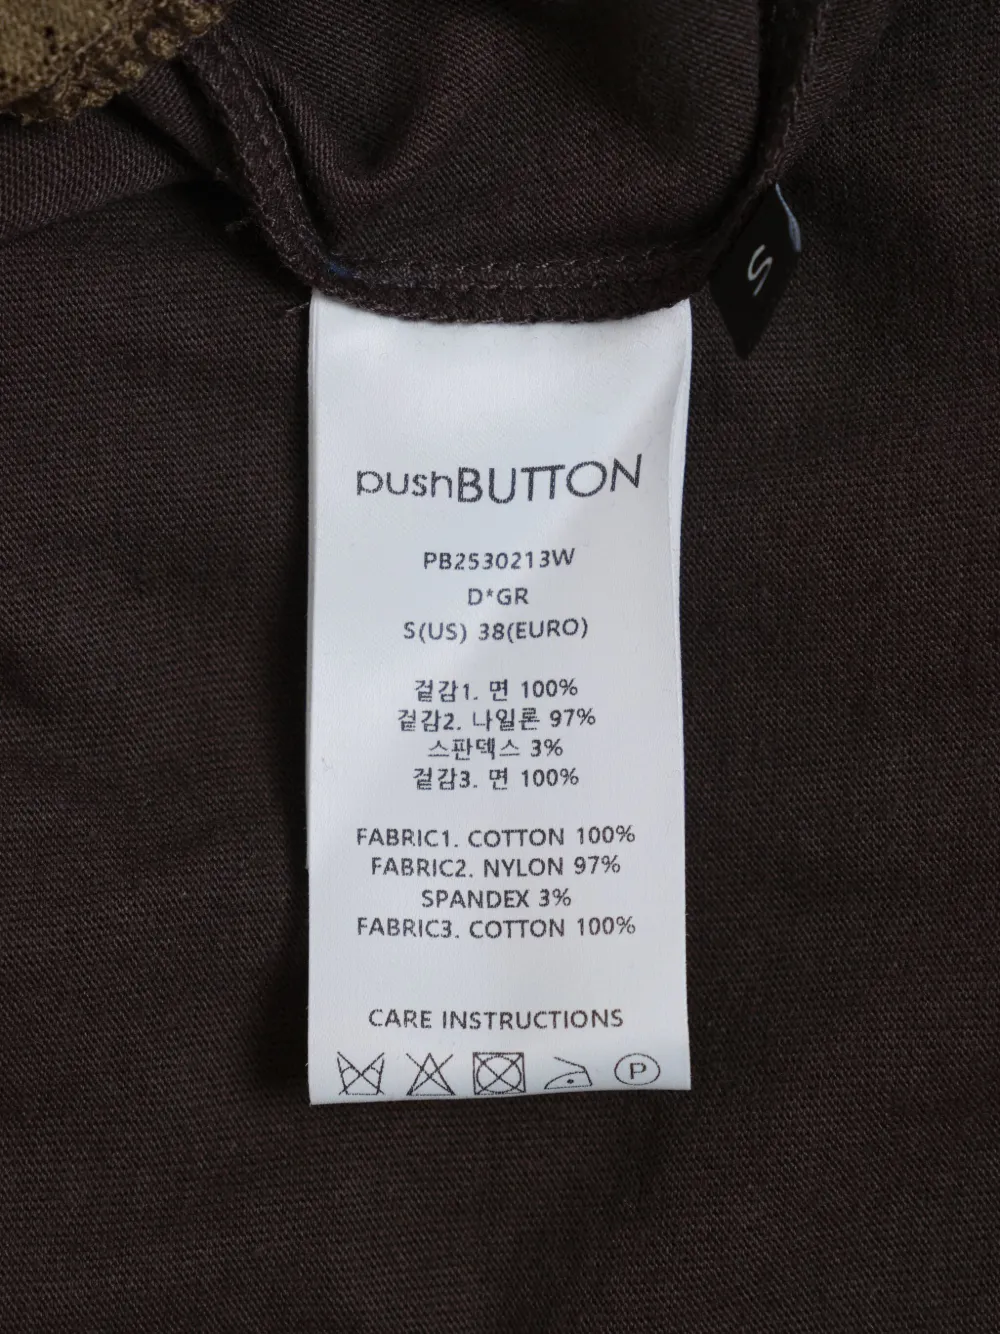 S
pushBUTTON
PB2530213W
D*GR
S(US) 38(EURO)
겉감1. 면 100%
겉감2. 나일론 97%
스판덱스 3%
겉감3. 면 100%
FABRIC1. COTTON 100%
FABRIC2. NYLON 97%
SPANDEX 3%
FABRIC3. COTTON 100%
CARE INSTRUCTIONS
P